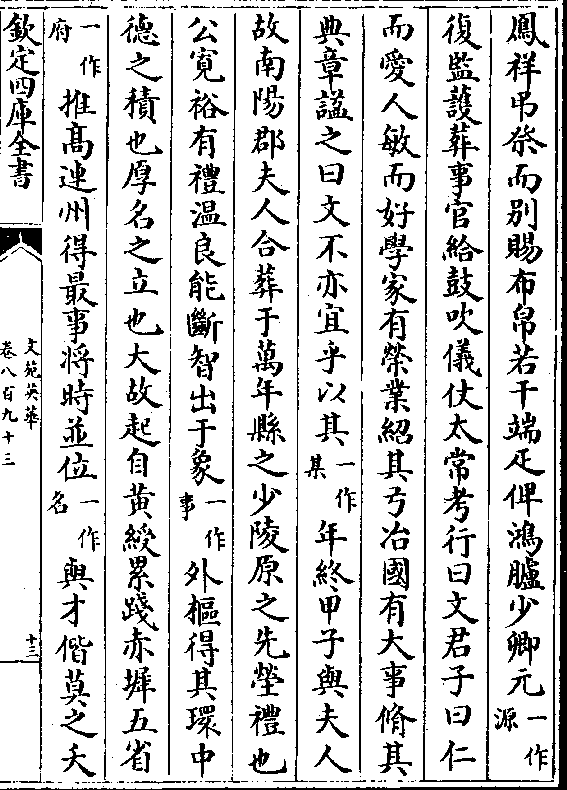 鳳祥弔祭而别賜布帛若干端疋俾鴻臚少卿元一作源
復監護葬事官給鼓吹儀仗太常考行曰文君子曰仁
而愛人敏而好學家有榮業紹其弓冶國有大事脩其
典章諡之曰文不亦宜乎以其一作某年終甲子與夫人
故南陽郡夫人合葬于萬年縣之少陵原之先塋禮也
公寛裕有禮温良能斷智出于象一作事外樞得其環中
德之積也厚名之立也大故起自黄綬累踐赤墀五省
一作府推高連州得最事將時並位一作名與才偕莫之夭
欽定四庫全書
文苑英華
卷八百九十三
十三